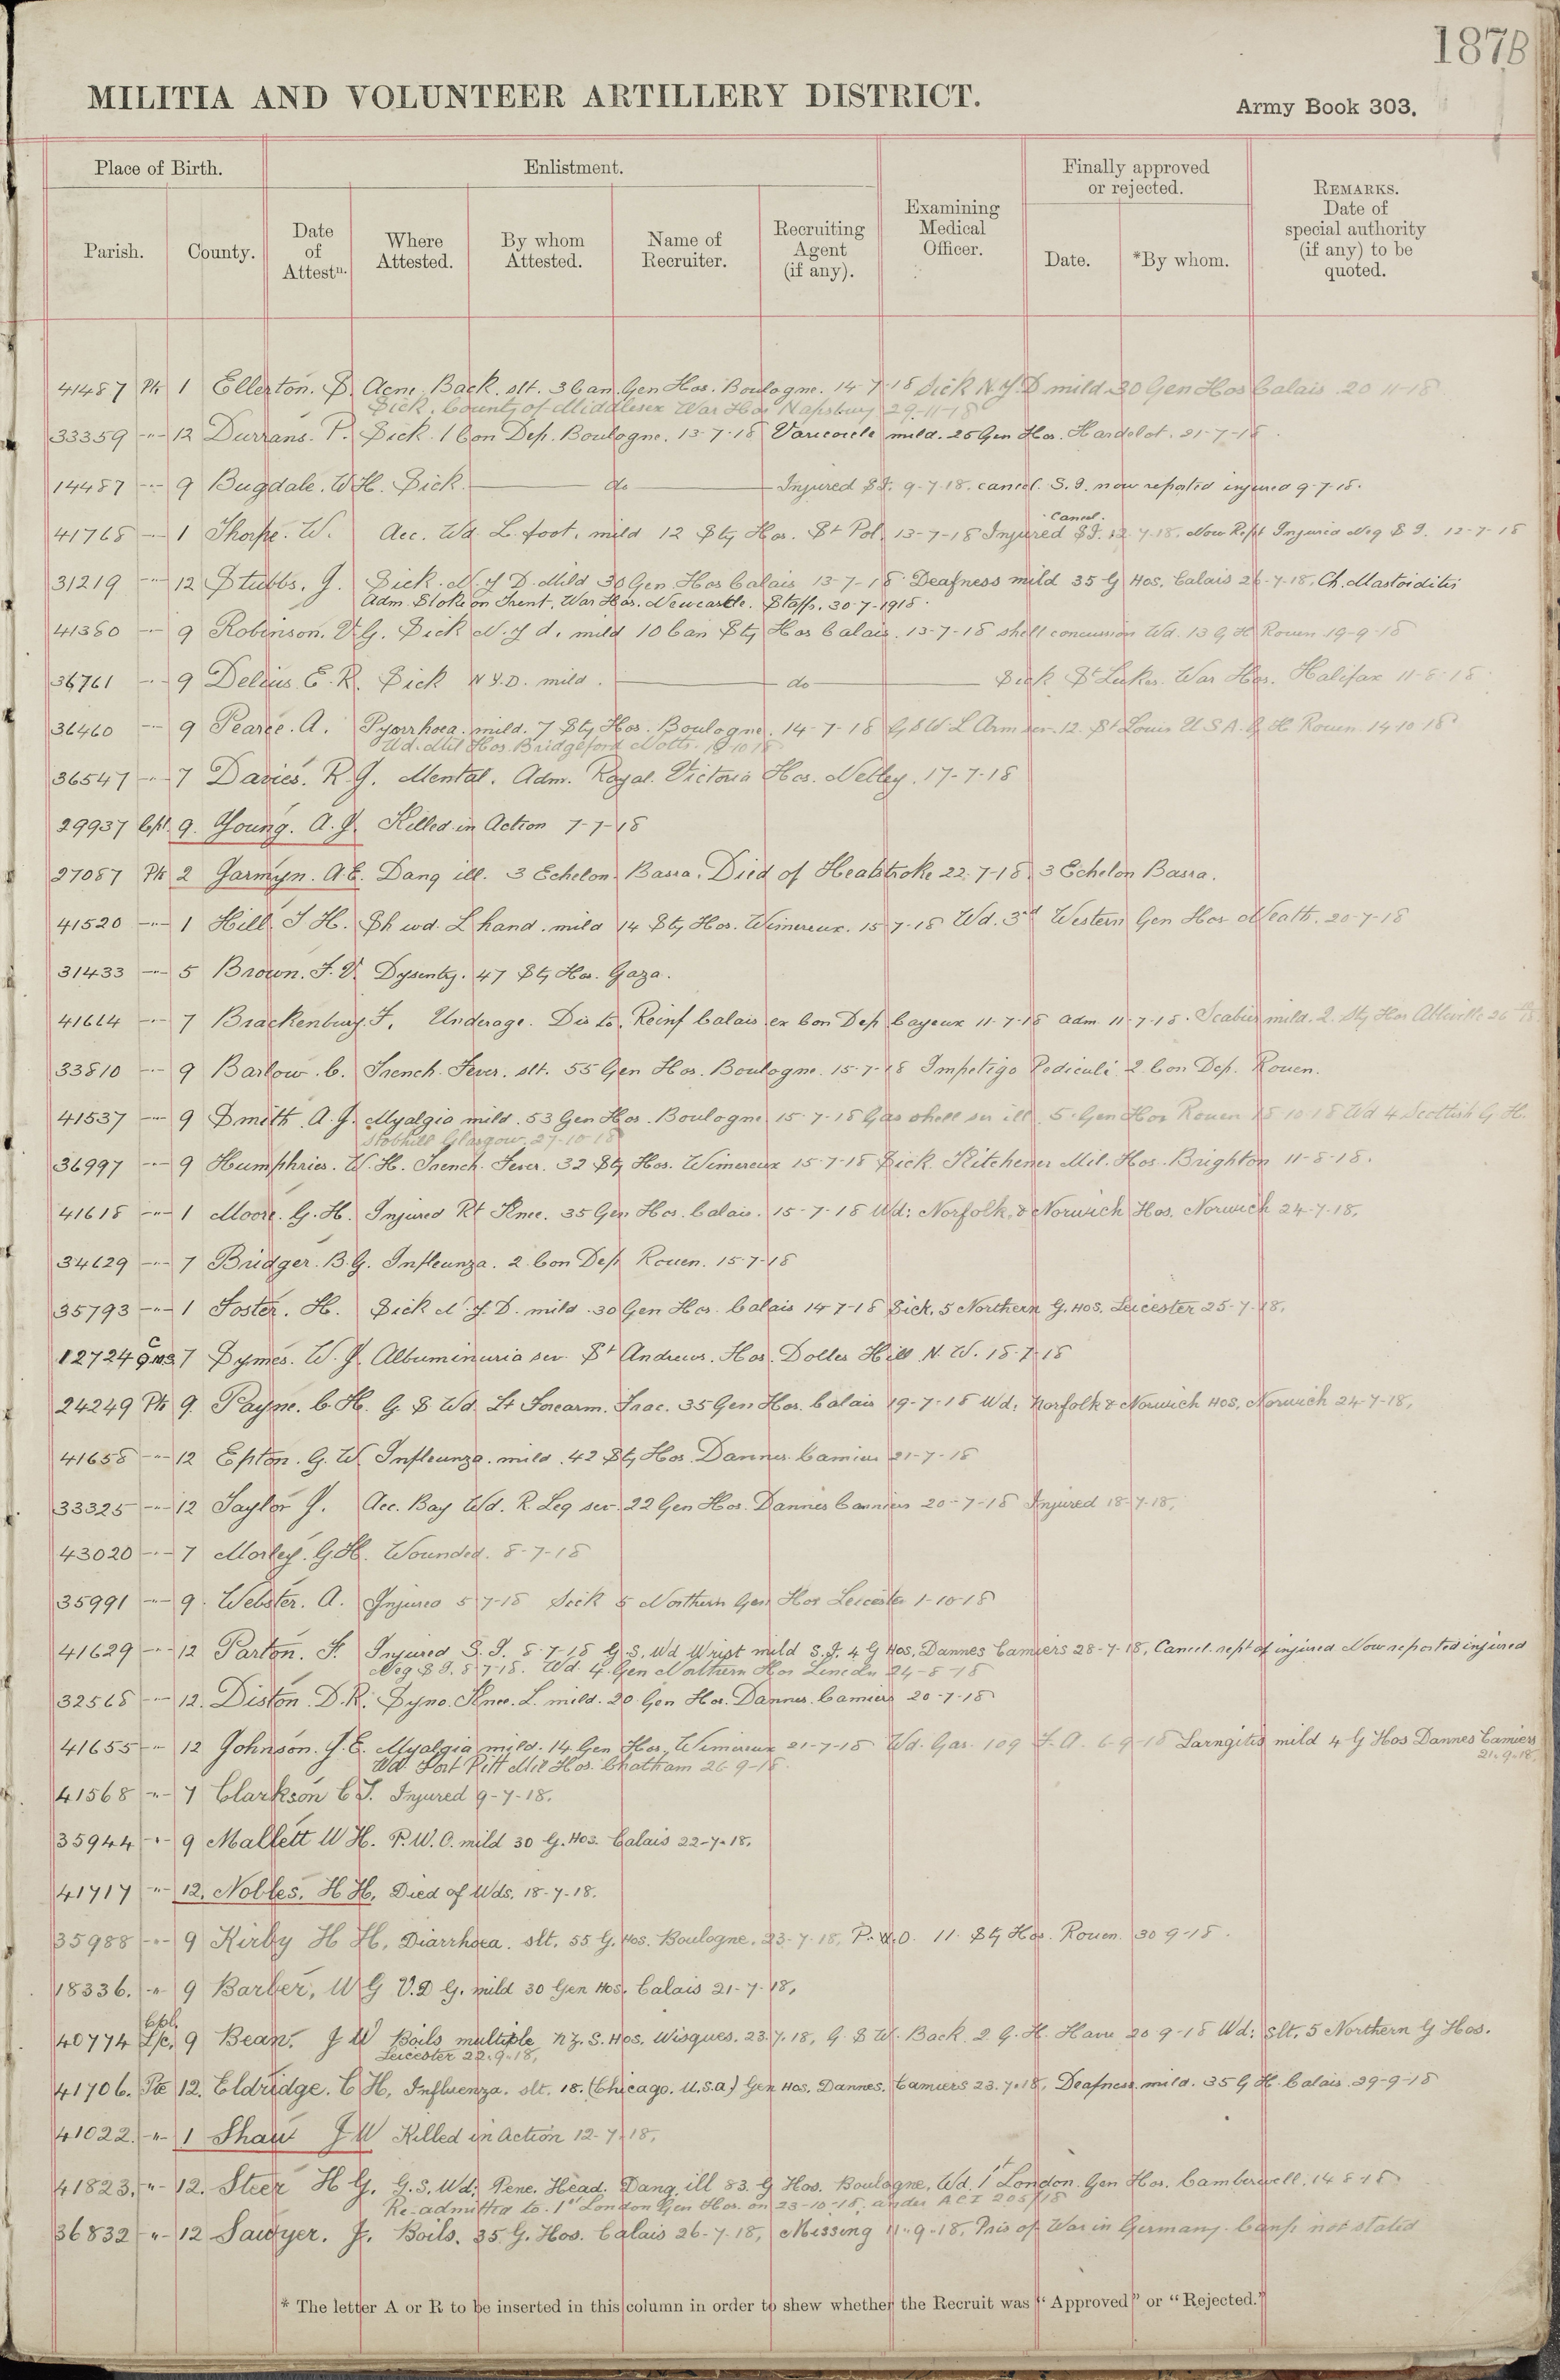 187B
MILITIA AND VOLUNTEER ARTILLERY DISTRICT.
Army Book 303.
Place of Birth. Enlistment. Examining Medical Officer. Finally approved or rejected. REMARKS. Date of special authority (if any) to be quoted.
Parish. County. Date of Attestn. Where Attested. By whom Attested. Name of Recruiter. Recruiting Agent (if any). Date. *By whom.
41487 Pte 1 Ellerton. S. Acne. Back. slt. 3 Can. Gen Hos. Boulogne. 14-7-18 Sick N.Y.D mild 30 Gen Hos Calais. 20-11-18
Sick. County of Middlesex War Hos Napsbury 29-11-18
33359 -"- 12 Durrans. P. Sick. 1 Con Dep. Boulogne. 13-7-18 Varicocele mild. 25 Gen Hos. Hardelot. 21-7-18.
14487 -"- 9 Bugdale. W.H. Sick. do Injured S.I. 9-7-18. cancel. S.I. now reported injured 9-7-18.
Cancel.
41768 -"- 1 Thorpe. W. Acc. Wd. L. foot. mild 12 Sty Hos. St Pol. 13-7-18 Injured S.I. 12-7-18. Now Rept Injured Neg S I. 12-7-18
31219 -"- 12 Stubbs. J. Sick. N.Y.D. Mild 30 Gen Hos Calais 13-7-18. Deafness mild 35 G Hos. Calais 26-7-18. Ch. Mastoiditis
Adm. Stoke on Trent. War Hos. Newcastle. Staffs. 30-7-1918.
41380 -"- 9 Robinson. V.G. Sick N.Y.d. mild 10 Can Sty Hos Calais. 13-7-18 shell concussion Wd. 13 G H Rouen 19-9-18
36761 -"- 9 Delius E.R. Sick N.Y.D. mild. do Sick St Lukes War Hos. Halifax 11-8-18.
36460 -"- 9 Pearce. A. Pyorrhoea. mild. 7 Sty Hos. Boulogne. 14-7-18 G S W L Arm ser. 12. St Louis U S A. G H Rouen. 14-10-18
Wd. Mil Hos. Bridgeford Notts. 19-10-18
36547 -"- 7 Davies. R.J. Mental. Adm. Royal. Victoria Hos. Netley. 17-7-18
29937 Cpl. 9. Young. A.J. Killed in Action 7-7-18
27087 Pte 2 Jarmyn. A.E. Dang ill. 3 Echelon Basra. Died of Heatstroke 22-7-18. 3 Echelon Basra.
41520 -"- 1 Hill. J H. Sh wd. L hand. mild 14 Sty Hos. Wimereux. 15-7-18 Wd. 3rd Western Gen Hos Neath. 20-7-18
31433 -"- 5 Brown. F.V. Dysentry. 47 Sty Hos. Gaza.
41664 -"- 7 Brackenbury. F. Underage. Dis to. Reinf Calais ex Con Dep Cayeux 11-7-18 adm 11-7-18. Scabies mild. 2. Sty Hos Abbeville
33810 -"- 9 Barlow. C. Trench Fever. slt. 55 Gen Hos. Boulogne. 15-7-18 Impetigo Pediculi 2 Con Dep. Rouen.
41537 -"- 9 Smith. A.J. Myalgia mild. 53 Gen Hos. Boulogne 15-7-18 Gas shell ser ill. 5. Gen Hos Rouen 15-10-18 Wd 4 Scottish G H.
Stobhill Glasgow. 27-10-18
36997 -"- 9 Humphries. W.H. Trench Fever. 32 Sty Hos. Wimereux 15-7-18 Sick Kitchener Mil. Hos. Brighton 11-8-18.
41618 -"- 1 Moore. G.H. Injured Rt Knee. 35 Gen Hos. Calais. 15-7-18 Wd: Norfolk & Norwich Hos. Norwich 24-7-18.
34629 -"- 7 Bridger. B.G. Infleunza. 2. Con Dep Rouen. 15-7-18
35793 -"- 1 Foster. H. Sick N.Y.D. mild. 30 Gen Hos. Calais 14-7-18 Sick. 5 Northern G. Hos. Leicester 25-7-18.
12724 CQMS 7 Symes. W.J. Albuminuria sev St Andrews. Hos. Dolles Hill N.W. 18-7-18
24249 Pte 9. Payne. C.H. G S Wd. Lt Forearm. Frac. 35 Gen Hos. Calais 19-7-18 Wd: Norfolk & Norwich Hos. Norwich 24-7-18.
41658 -"- 12 Epton. G.W. Infleunza. mild. 42 Sty Hos. Dannes Camiers 21-7-18
33325 -"- 12 Taylor J. Acc. Bay Wd. R. Leg sev. 22 Gen Hos. Dannes Camiers 20-7-18 Injured 18-7-18.
43020 -"- 7 Morley. G.H. Wounded. 8-7-18
35991 -"- 9. Webster. A. Injured 5-7-18 Sick 5 Northern Gen Hos Leicester 1-10-18
41629 -"- 12 Parton. F. Injured S.I. 8-7-18 G.S. Wd Wrist mild S.I. 4 G Hos. Dannes Camiers 28-7-18. Cancel. rept of injured Now reported injured
Neg S I. 8-7-18. Wd. 4. Gen Northern Hos Lincoln 24-8-18
32568 -"- 12. Diston. D.R. Syno. Knee. L. mild. 20 Gen Hos. Dannes Camiers 20-7-18
41655 -"- 12 Johnson. J.E. Myalgia mild. 14 Gen Hos. Wimereux 21-7-18 Wd. Gas. 109 F.A. 6-9-18 Laryngitis mild 4 G Hos Dannes Camiers
21-9-18.
Wd. Fort Pitt Mil Hos. Chatham 26-9-18.
41568 -"- 7 Clarkson C J. Injured 9-7-18.
35944 -"- 9 Mallett W H. P.U.O. mild 30 G. Hos. Calais 22-7-18.
41717 -"- 12. Nobles. H H. Died of Wds. 18-7-18.
35988 -"- 9 Kirby H H. Diarrhoea. slt. 55 G. Hos. Boulogne. 23-7-18. P.U.O. 11. Sty Hos. Rouen. 30-9-18.
18336. -"- 9 Barber, W G V.D G. mild 30 Gen Hos. Calais 21-7-18.
Cpl.
40774 L/c. 9 Bean. J W Boils multiple N.Z. S. Hos. Wisques. 23-7-18. G.S W. Back. 2. G.H. Havre 20-9-18 Wd: slt. 5 Northern G Hos.
Leicester 22-9-18.
41706. Pte 12. Eldridge. C H. Influenza. slt. 18. (Chicago. U.S.A) Gen Hos. Dannes. Camiers 23-7-18. Deafness mild. 35 G H. Calais 29-9-18
41022. -"- 1 Shaw J W Killed in Action 12-7-18.
41823. -"- 12. Steer H G. G.S. Wd: Pene. Head. Dang. ill 83. G Hos. Boulogne. Wd. 1st London Gen Hos. Camberwell. 14-8-18
Re-admitted to. 1st London Gen Hos. on 23-10-18. under ACI 205/18
36832 -"- 12 Sawyer. J. Boils. 35 G. Hos. Calais 26-7-18. Missing 11-9-18. Pris of War in Germany. Camp not stated
* The letter A or R to be inserted in this column in order to shew whether the Recruit was "Approved" or "Rejected."